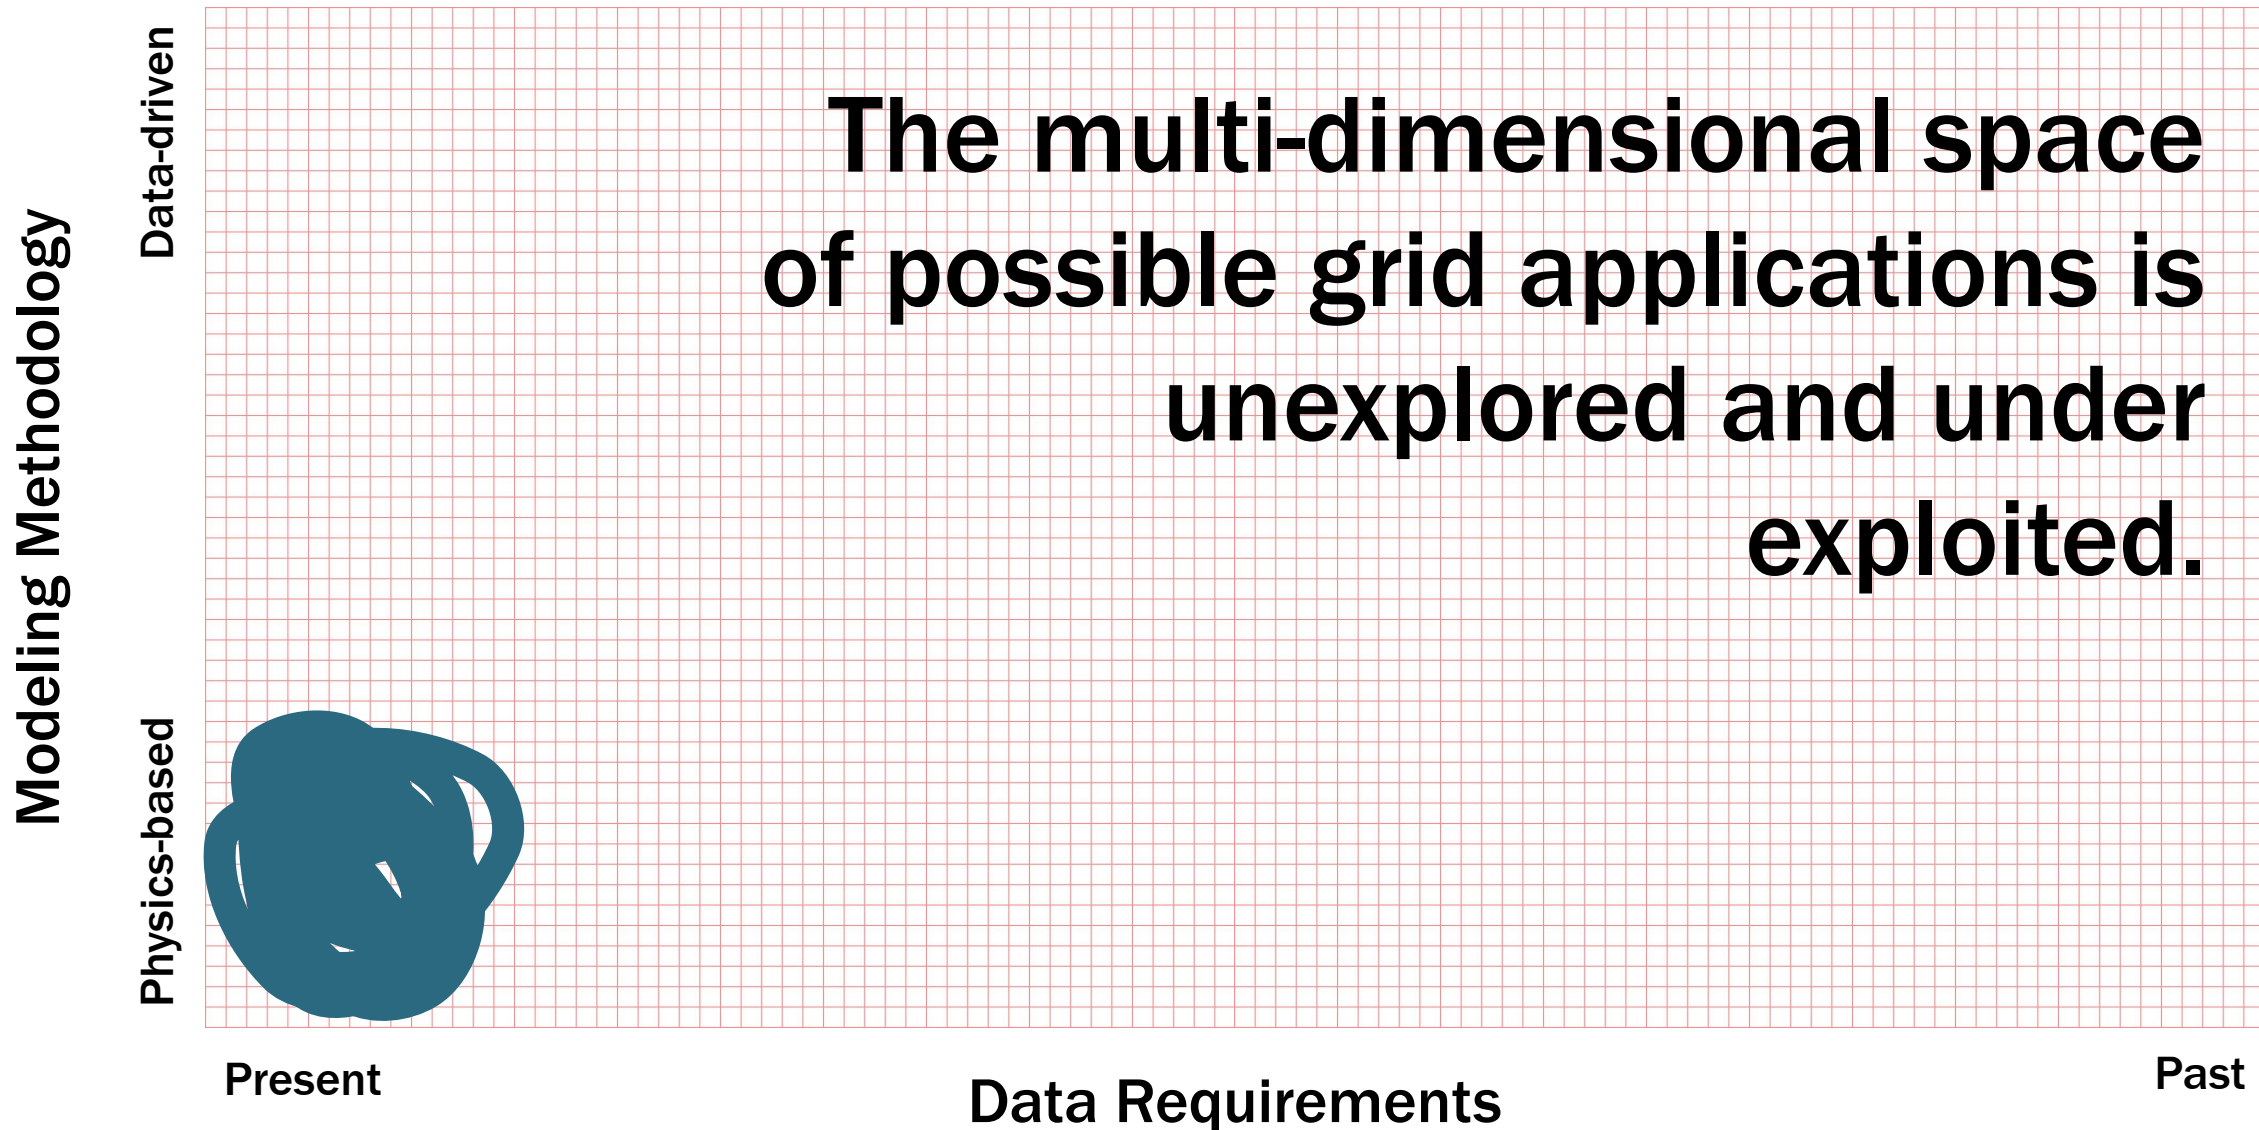 Modeling Methodology
Data-driven
Physics-based
The multi-dimensional space
of possible grid applications is
unexplored and under
exploited.
Present
Data Requirements
Past